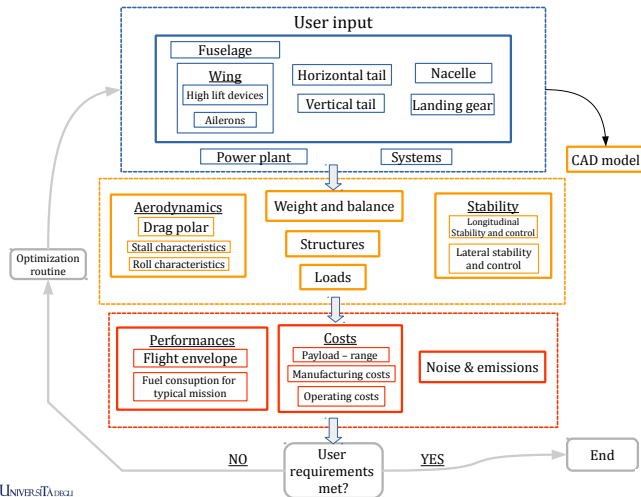 User input
Fuselage
Wing
High lift devices
Ailerons
Horizontal tail
Vertical tail
Nacelle
Landing gear
Power plant
Systems
CAD model
Aerodynamics
Drag polar
Stall characteristics
Roll characteristics
Weight and balance
Structures
Loads
Stability
Longitudinal
Stability and control
Lateral stability
and control
Optimization
routine
Performances
Flight envelope
Fuel consuption for
typical mission
Costs
Payload – range
Manufacturing costs
Operating costs
Noise & emissions
NO
User
requirements
met?
YES
End
UNIVERSITÀ DEGLI